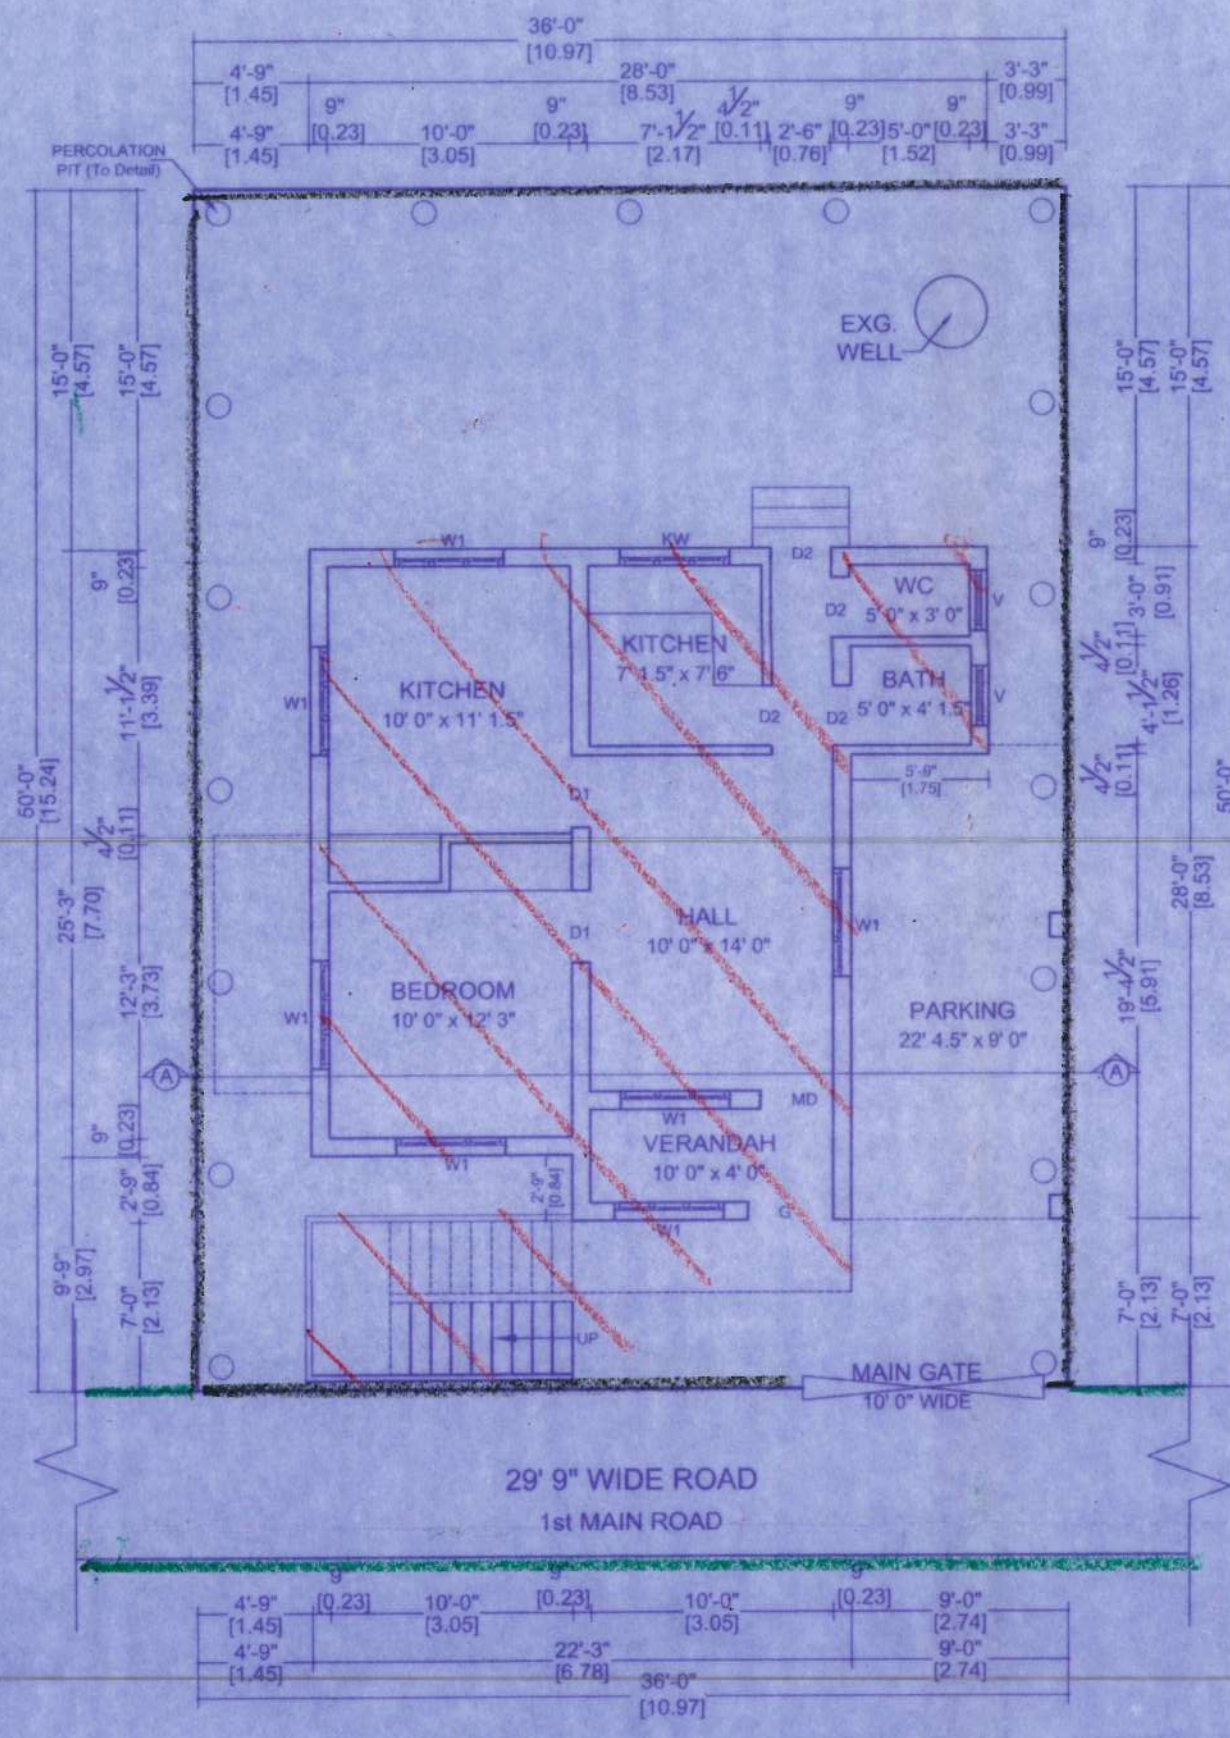 36'-0"
[10.97]
4'-9"
[1.45]
28'-0"
[8.53]
3'-3"
[0.99]
4'-9"
[1.45]
9"
[0.23]
10'-0"
[3.05]
9"
[0.23]
7'-1½"
[2.17]
4½"
[0.11]
2'-6"
[0.76]
9"
[0.23]
5'-0"
[1.52]
9"
[0.23]
3'-3"
[0.99]
PERCOLATION
PIT (To Detail)
EXG.
WELL
15'-0"
[4.57]
15'-0"
[4.57]
15'-0"
[4.57]
15'-0"
[4.57]
W1
KW
D2
WC
5' 0" x 3' 0"
V
D2
KITCHEN
7' 1.5" x 7' 6"
KITCHEN
10' 0" x 11' 1.5"
BATH
5' 0" x 4' 1.5"
V
W1
D2
D2
5'-9"
[1.75]
D1
HALL
10' 0" x 14' 0"
D1
W1
BEDROOM
10' 0" x 12' 3"
W1
PARKING
22' 4.5" x 9' 0"
A
A
MD
W1
VERANDAH
10' 0" x 4' 0"
W1
2'-9"
[0.84]
G
W1
UP
9"
[0.23]
11'-1½"
[3.39]
50'-0"
[15.24]
4½"
[0.11]
25'-3"
[7.70]
12'-3"
[3.73]
9"
[0.23]
2'-9"
[0.84]
9'-9"
[2.97]
7'-0"
[2.13]
9"
[0.23]
3'-0"
[0.91]
4½"
[0.11]
4'-1½"
[1.26]
4½"
[0.11]
50'-0"
28'-0"
[8.53]
19'-4½"
[5.91]
7'-0"
[2.13]
7'-0"
[2.13]
MAIN GATE
10' 0" WIDE
29' 9" WIDE ROAD
1st MAIN ROAD
4'-9"
[1.45]
9"
[0.23]
10'-0"
[3.05]
9"
[0.23]
10'-0"
[3.05]
9"
[0.23]
9'-0"
[2.74]
4'-9"
[1.45]
22'-3"
[6.78]
9'-0"
[2.74]
36'-0"
[10.97]